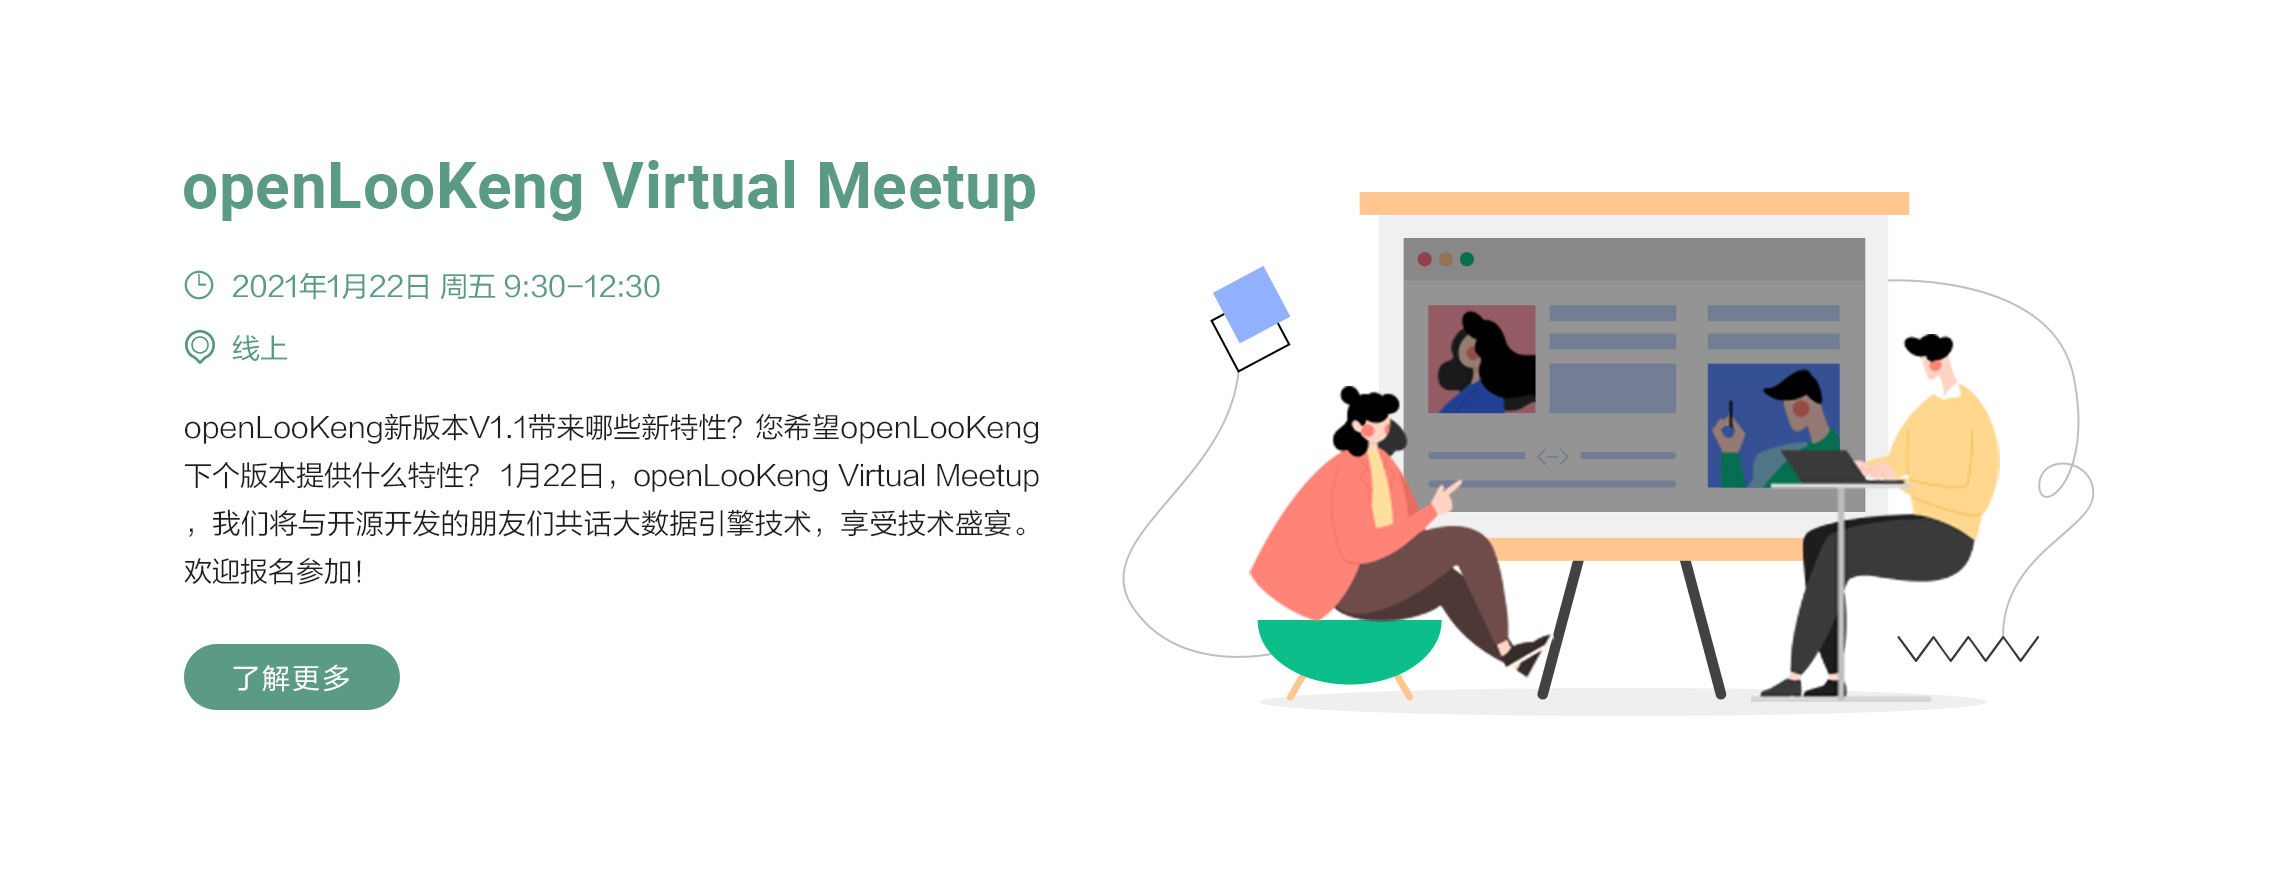 openLooKeng Virtual Meetup
2021年1月22日 周五 9:30-12:30
线上
openLooKeng新版本V1.1带来哪些新特性？您希望openLooKeng
下个版本提供什么特性？ 1月22日，openLooKeng Virtual Meetup
，我们将与开源开发的朋友们共话大数据引擎技术，享受技术盛宴。
欢迎报名参加！
了解更多